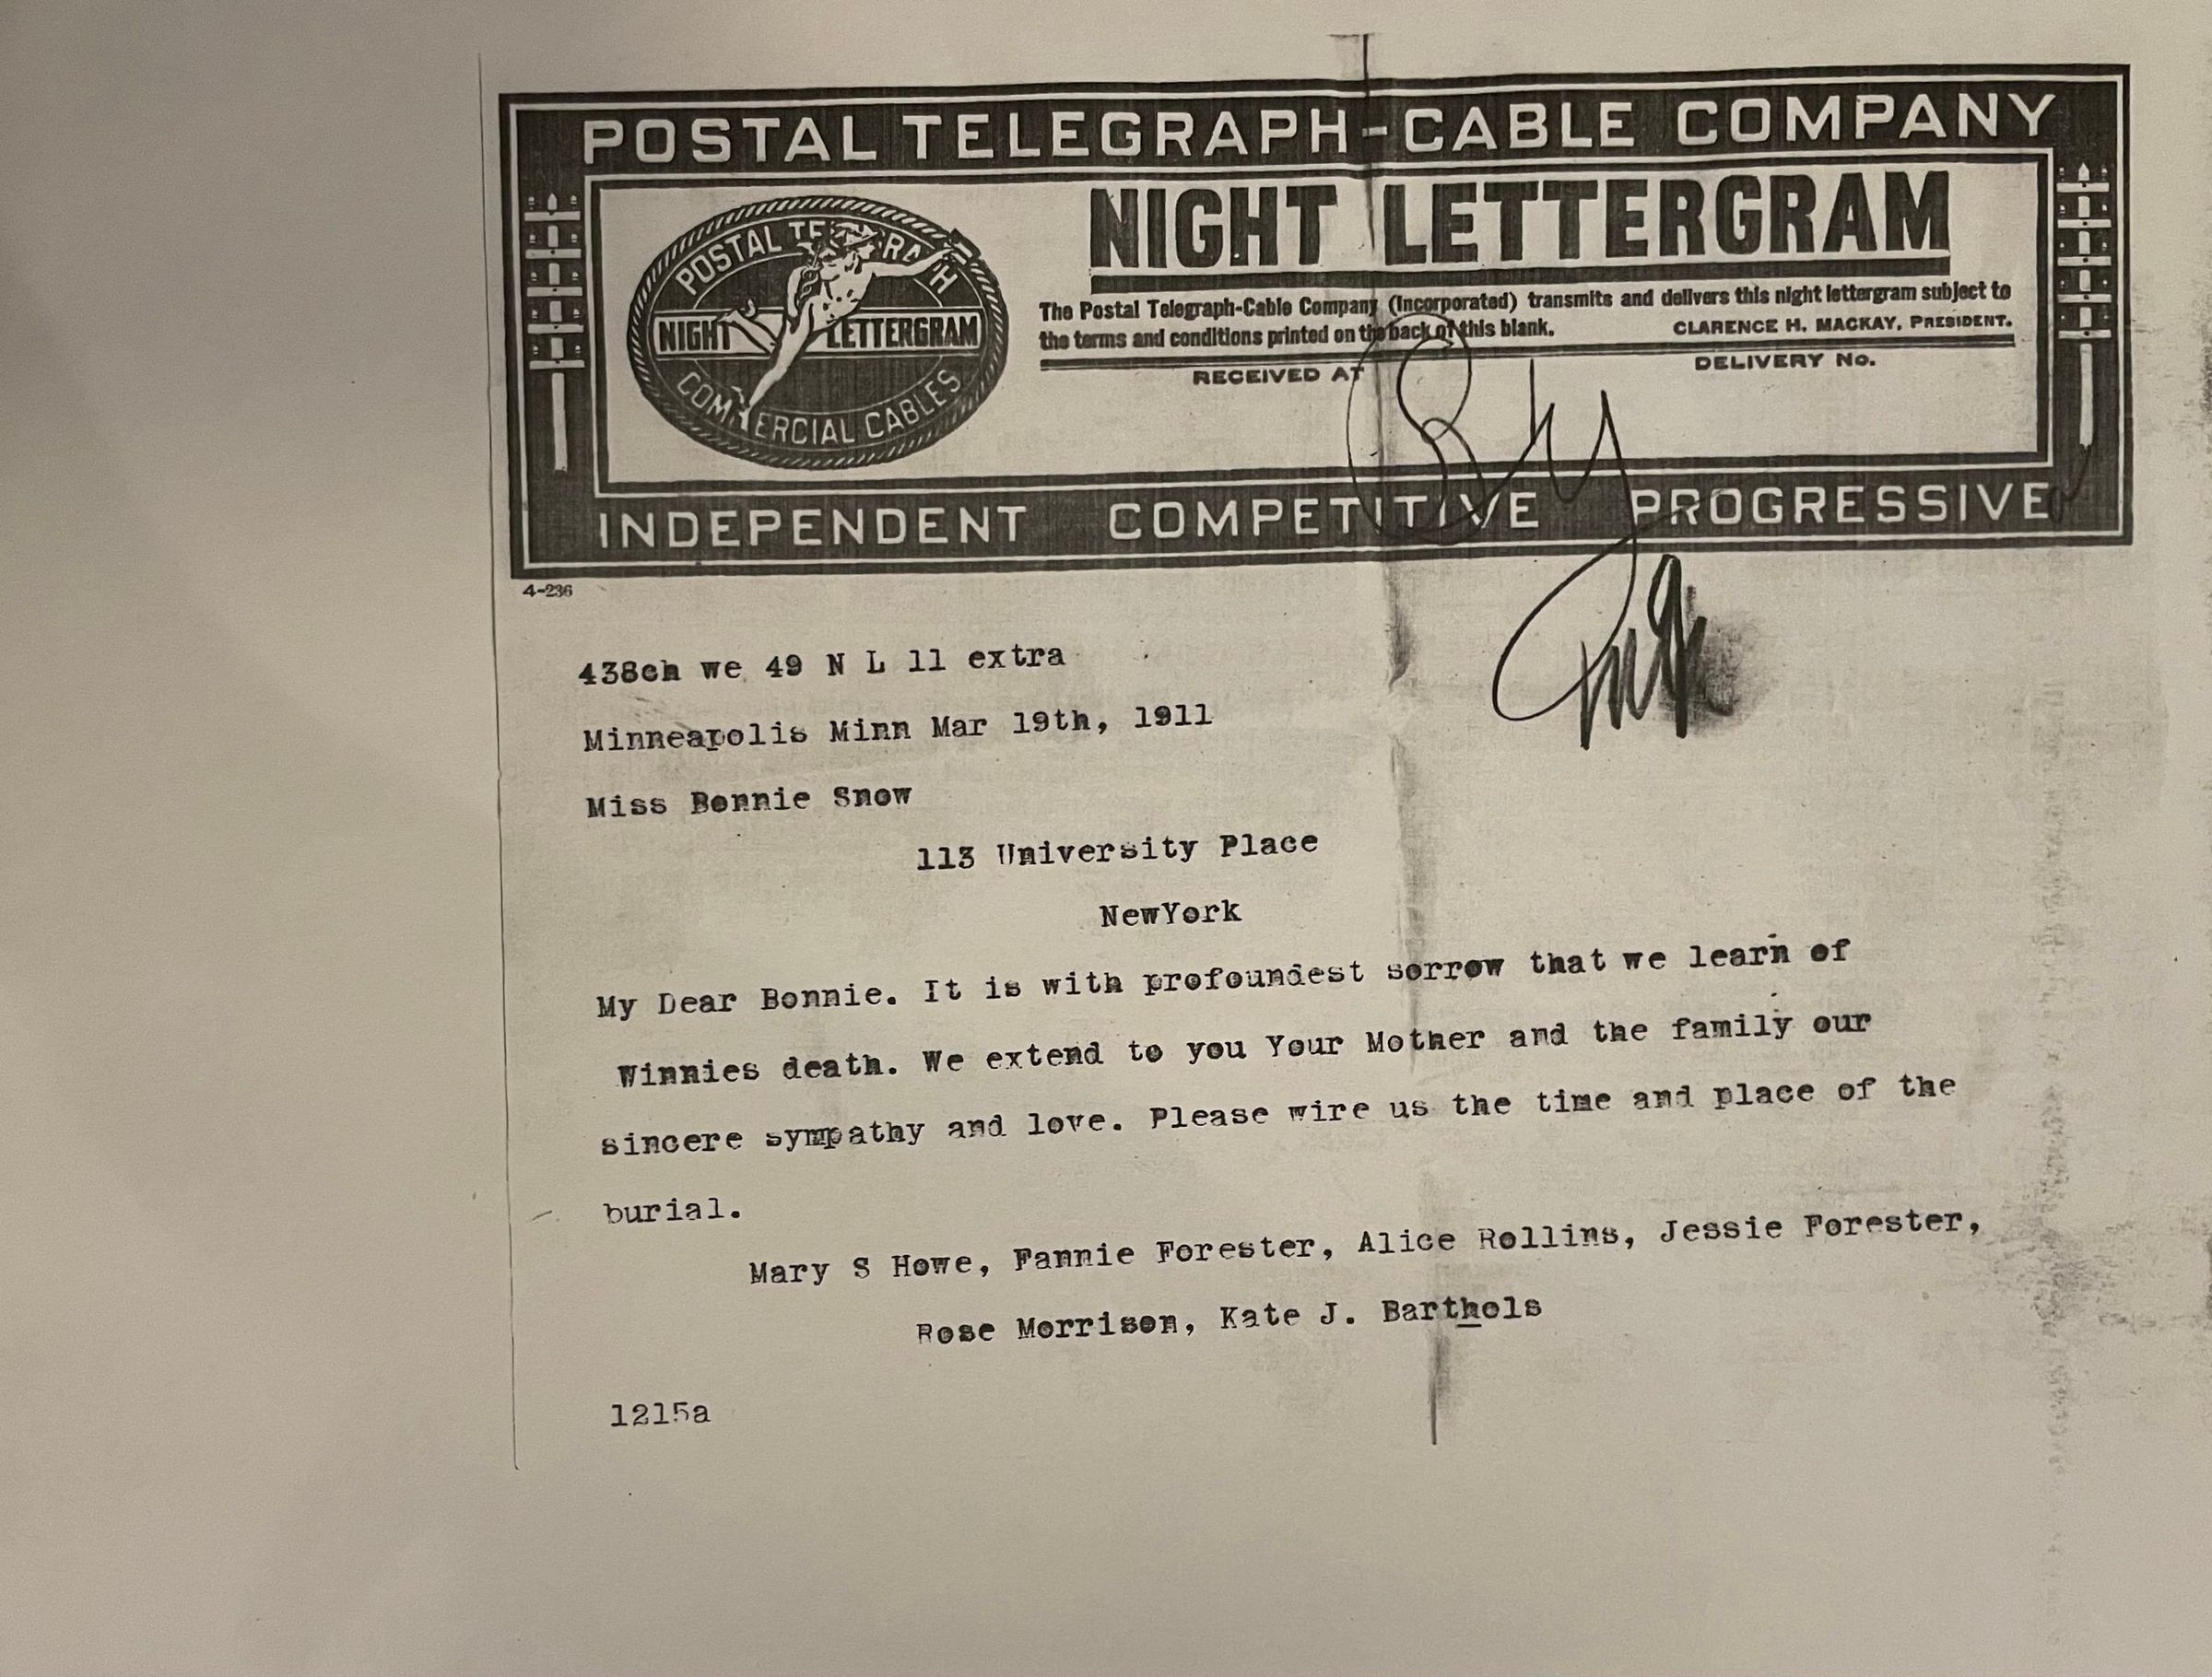 POSTAL TELEGRAPH-CABLE COMPANY
POSTAL TELEGRAPH
NIGHT LETTERGRAM
COMMERCIAL CABLES
NIGHT LETTERGRAM
The Postal Telegraph-Cable Company (Incorporated) transmits and delivers this night lettergram subject to
the terms and conditions printed on the back of this blank. CLARENCE H. MACKAY, PRESIDENT.
RECEIVED AT DELIVERY No.
INDEPENDENT COMPETITIVE PROGRESSIVE
4-236
438ch we 49 N L 11 extra
Minneapolis Minn Mar 19th, 1911
Miss Bonnie Snow
113 University Place
NewYork
My Dear Bonnie. It is with profoundest sorrow that we learn of
Winnies death. We extend to you Your Mother and the family our
sincere sympathy and love. Please wire us the time and place of the
burial.
Mary S Howe, Fannie Forester, Alice Rollins, Jessie Forester,
Rose Morrison, Kate J. Barthols
1215a